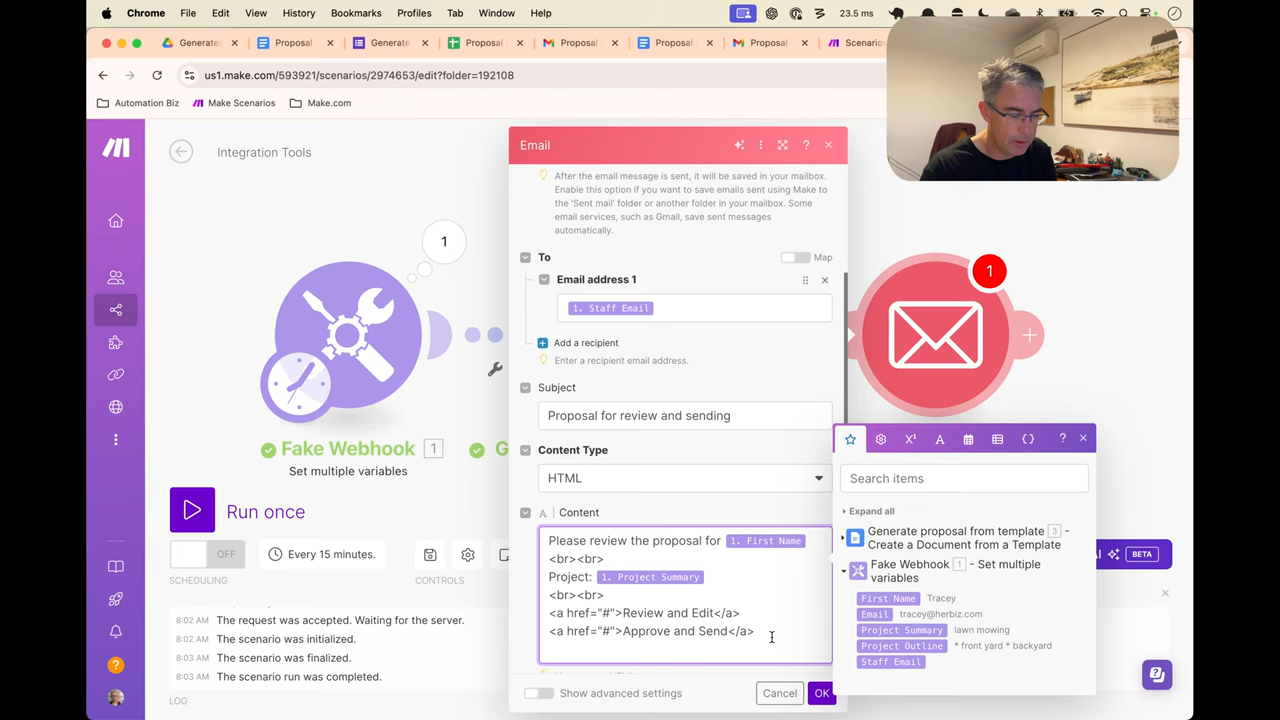 Chrome File Edit View History Bookmarks Profiles Tab Window Help 23.5 ms
Generate Proposal Generate Proposal Proposal Proposal Proposal Scenario
us1.make.com/593921/scenarios/2974653/edit?folder=192108
Automation Biz Make Scenarios Make.com
Integration Tools
1
Fake Webhook 1
Set multiple variables
Run once
OFF Every 15 minutes.
SCHEDULING CONTROLS
8:02 AM The request was accepted. Waiting for the server.
8:02 AM The scenario was initialized.
8:03 AM The scenario was finalized.
8:03 AM The scenario run was completed.
LOG
Email
After the email message is sent, it will be saved in your mailbox.
Enable this option if you want to save emails sent using Make to
the 'Sent mail' folder or another folder in your mailbox. Some
email services, such as Gmail, save sent messages
automatically.
To Map
Email address 1
1. Staff Email
Add a recipient
Enter a recipient email address.
Subject
Proposal for review and sending
Content Type
HTML
A Content
Please review the proposal for 1. First Name
<br><br>
Project: 1. Project Summary
<br><br>
<a href="#">Review and Edit</a>
<a href="#">Approve and Send</a>
Show advanced settings Cancel OK
1
Search items
Expand all
Generate proposal from template 3 -
Create a Document from a Template
Fake Webhook 1 - Set multiple
variables
First Name Tracey
Email tracey@herbiz.com
Project Summary lawn mowing
Project Outline * front yard * backyard
Staff Email
AI BETA